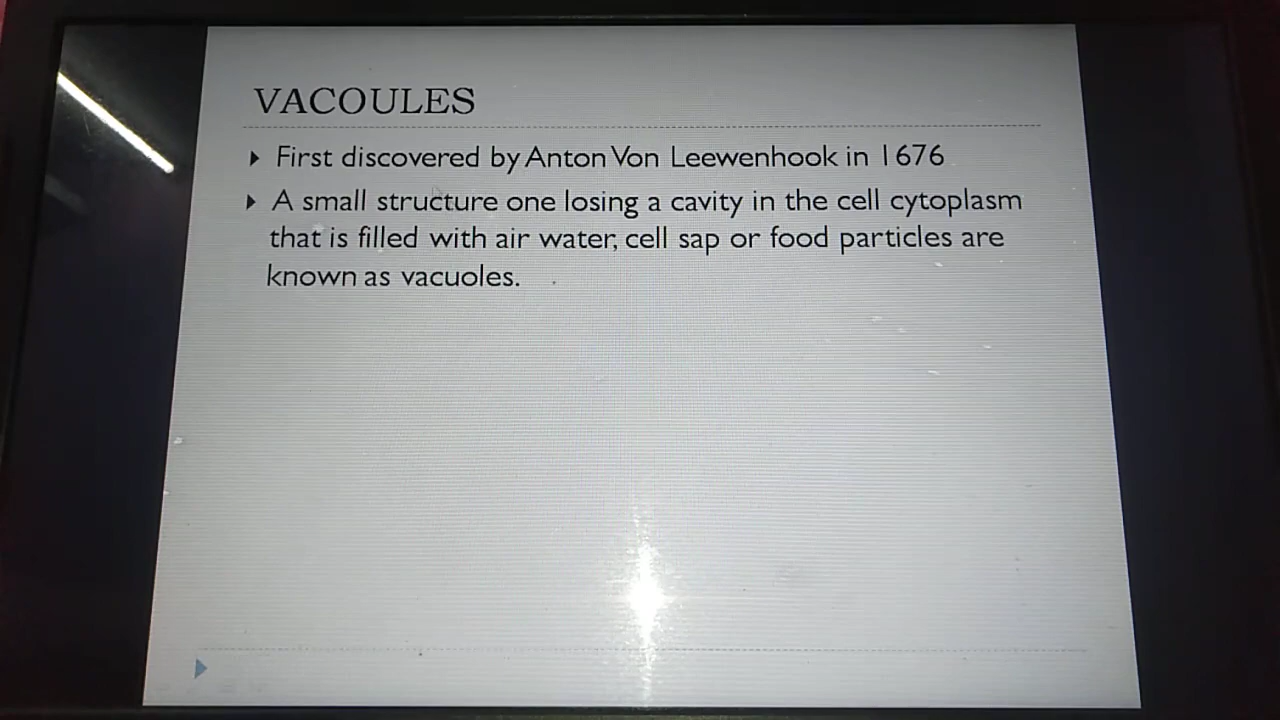 VACOULES
First discovered by Anton Von Leewenhook in 1676
A small structure one losing a cavity in the cell cytoplasm
that is filled with air water, cell sap or food particles are
known as vacuoles.